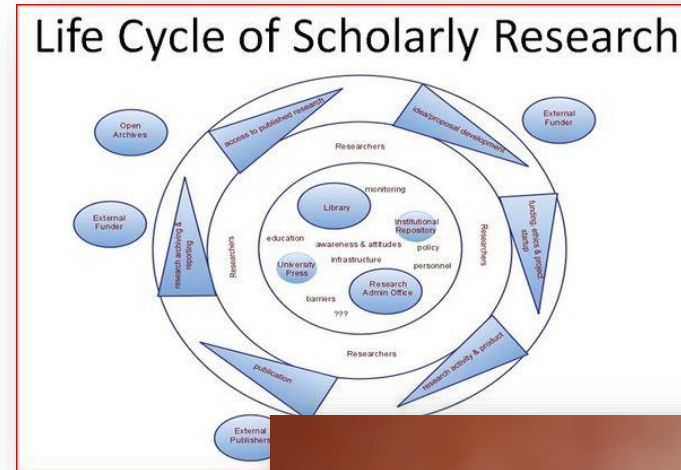 Life Cycle of Scholarly Research
Open
Archives
access to published research
idea/proposal development
External
Funder
Researchers
monitoring
Library
External
Funder
Institutional
Repository
funding, ethics & project
startup
education
awareness & attitudes
policy
Researchers
Researchers
research archiving &
reporting
University
Press
infrastructure
personnel
Research
Admin Office
barriers
???
Researchers
research activity & product
publication
External
Publishers